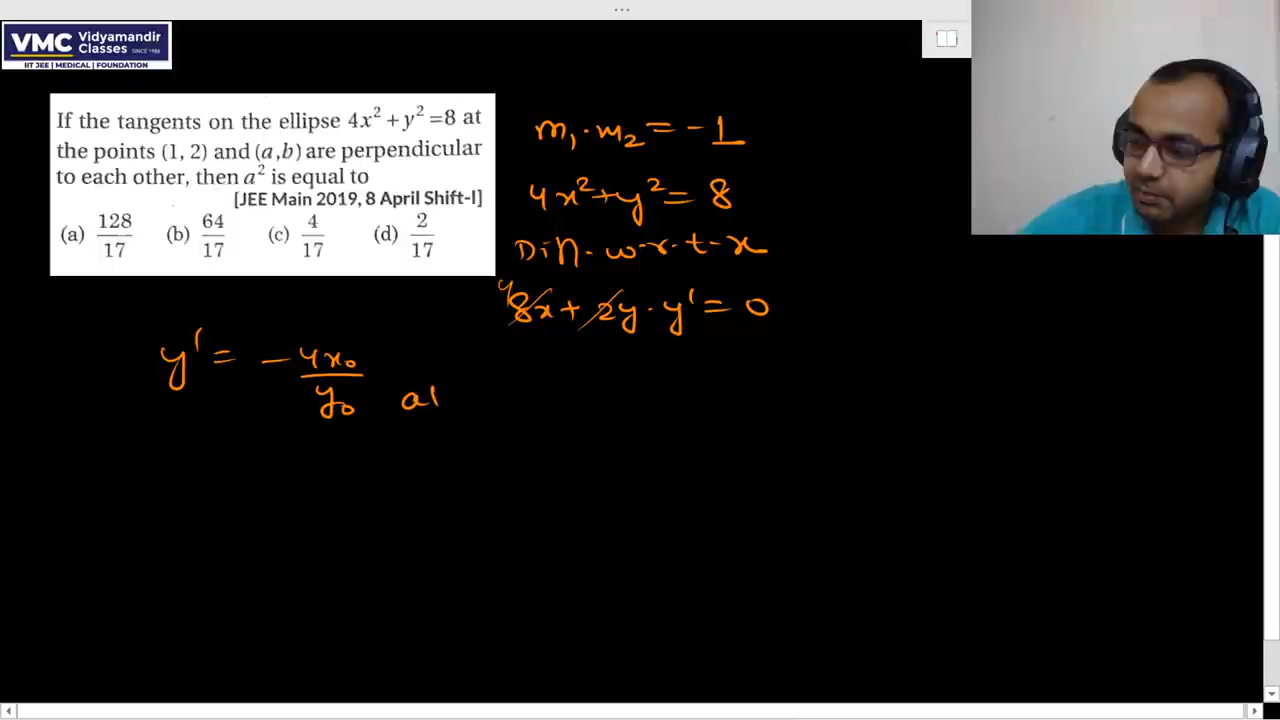 VMC Vidyamandir Classes
SINCE 1986
IIT JEE | MEDICAL | FOUNDATION
If the tangents on the ellipse 4x² + y² = 8 at
the points (1, 2) and (a,b) are perpendicular
to each other, then a² is equal to
[JEE Main 2019, 8 April Shift-I]
(a) 128/17 (b) 64/17 (c) 4/17 (d) 2/17
m₁·m₂ = -1
4x² + y² = 8
Diff. w.r.t. x
4 8x + 2y·y' = 0
y' = -4x₀/y₀ at